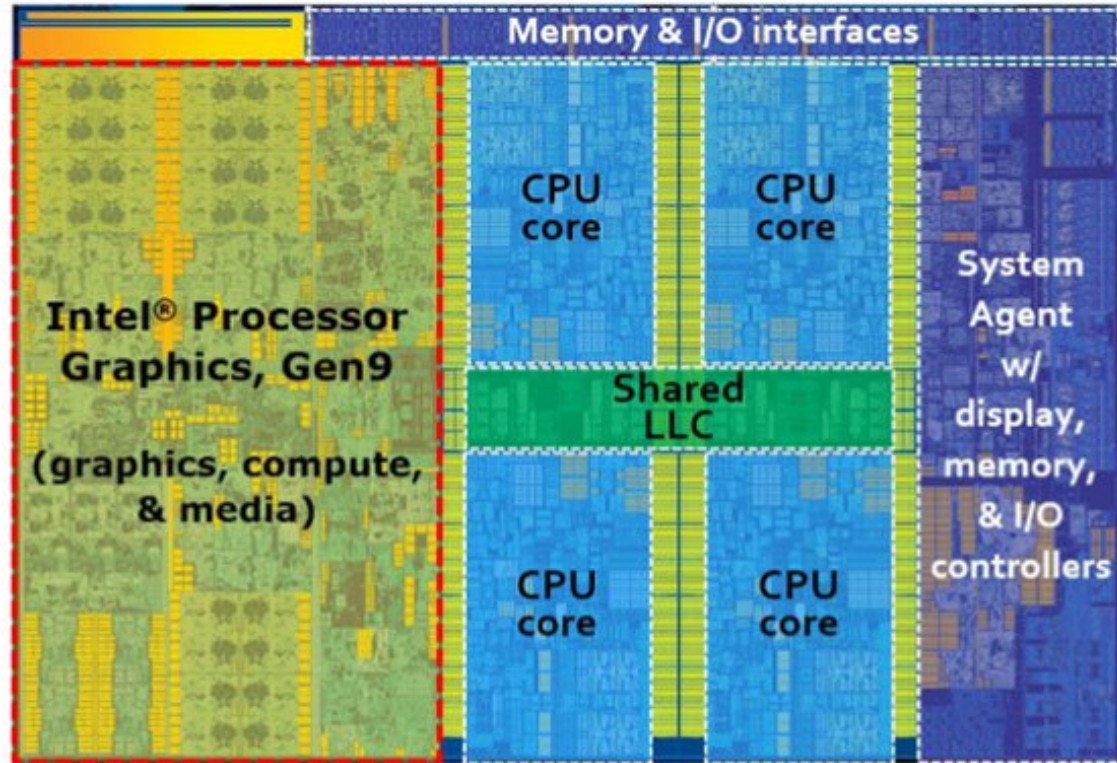 Memory & I/O interfaces
Intel® Processor
Graphics, Gen9
(graphics, compute,
& media)
CPU
core
CPU
core
Shared
LLC
CPU
core
CPU
core
System
Agent
w/
display,
memory,
& I/O
controllers